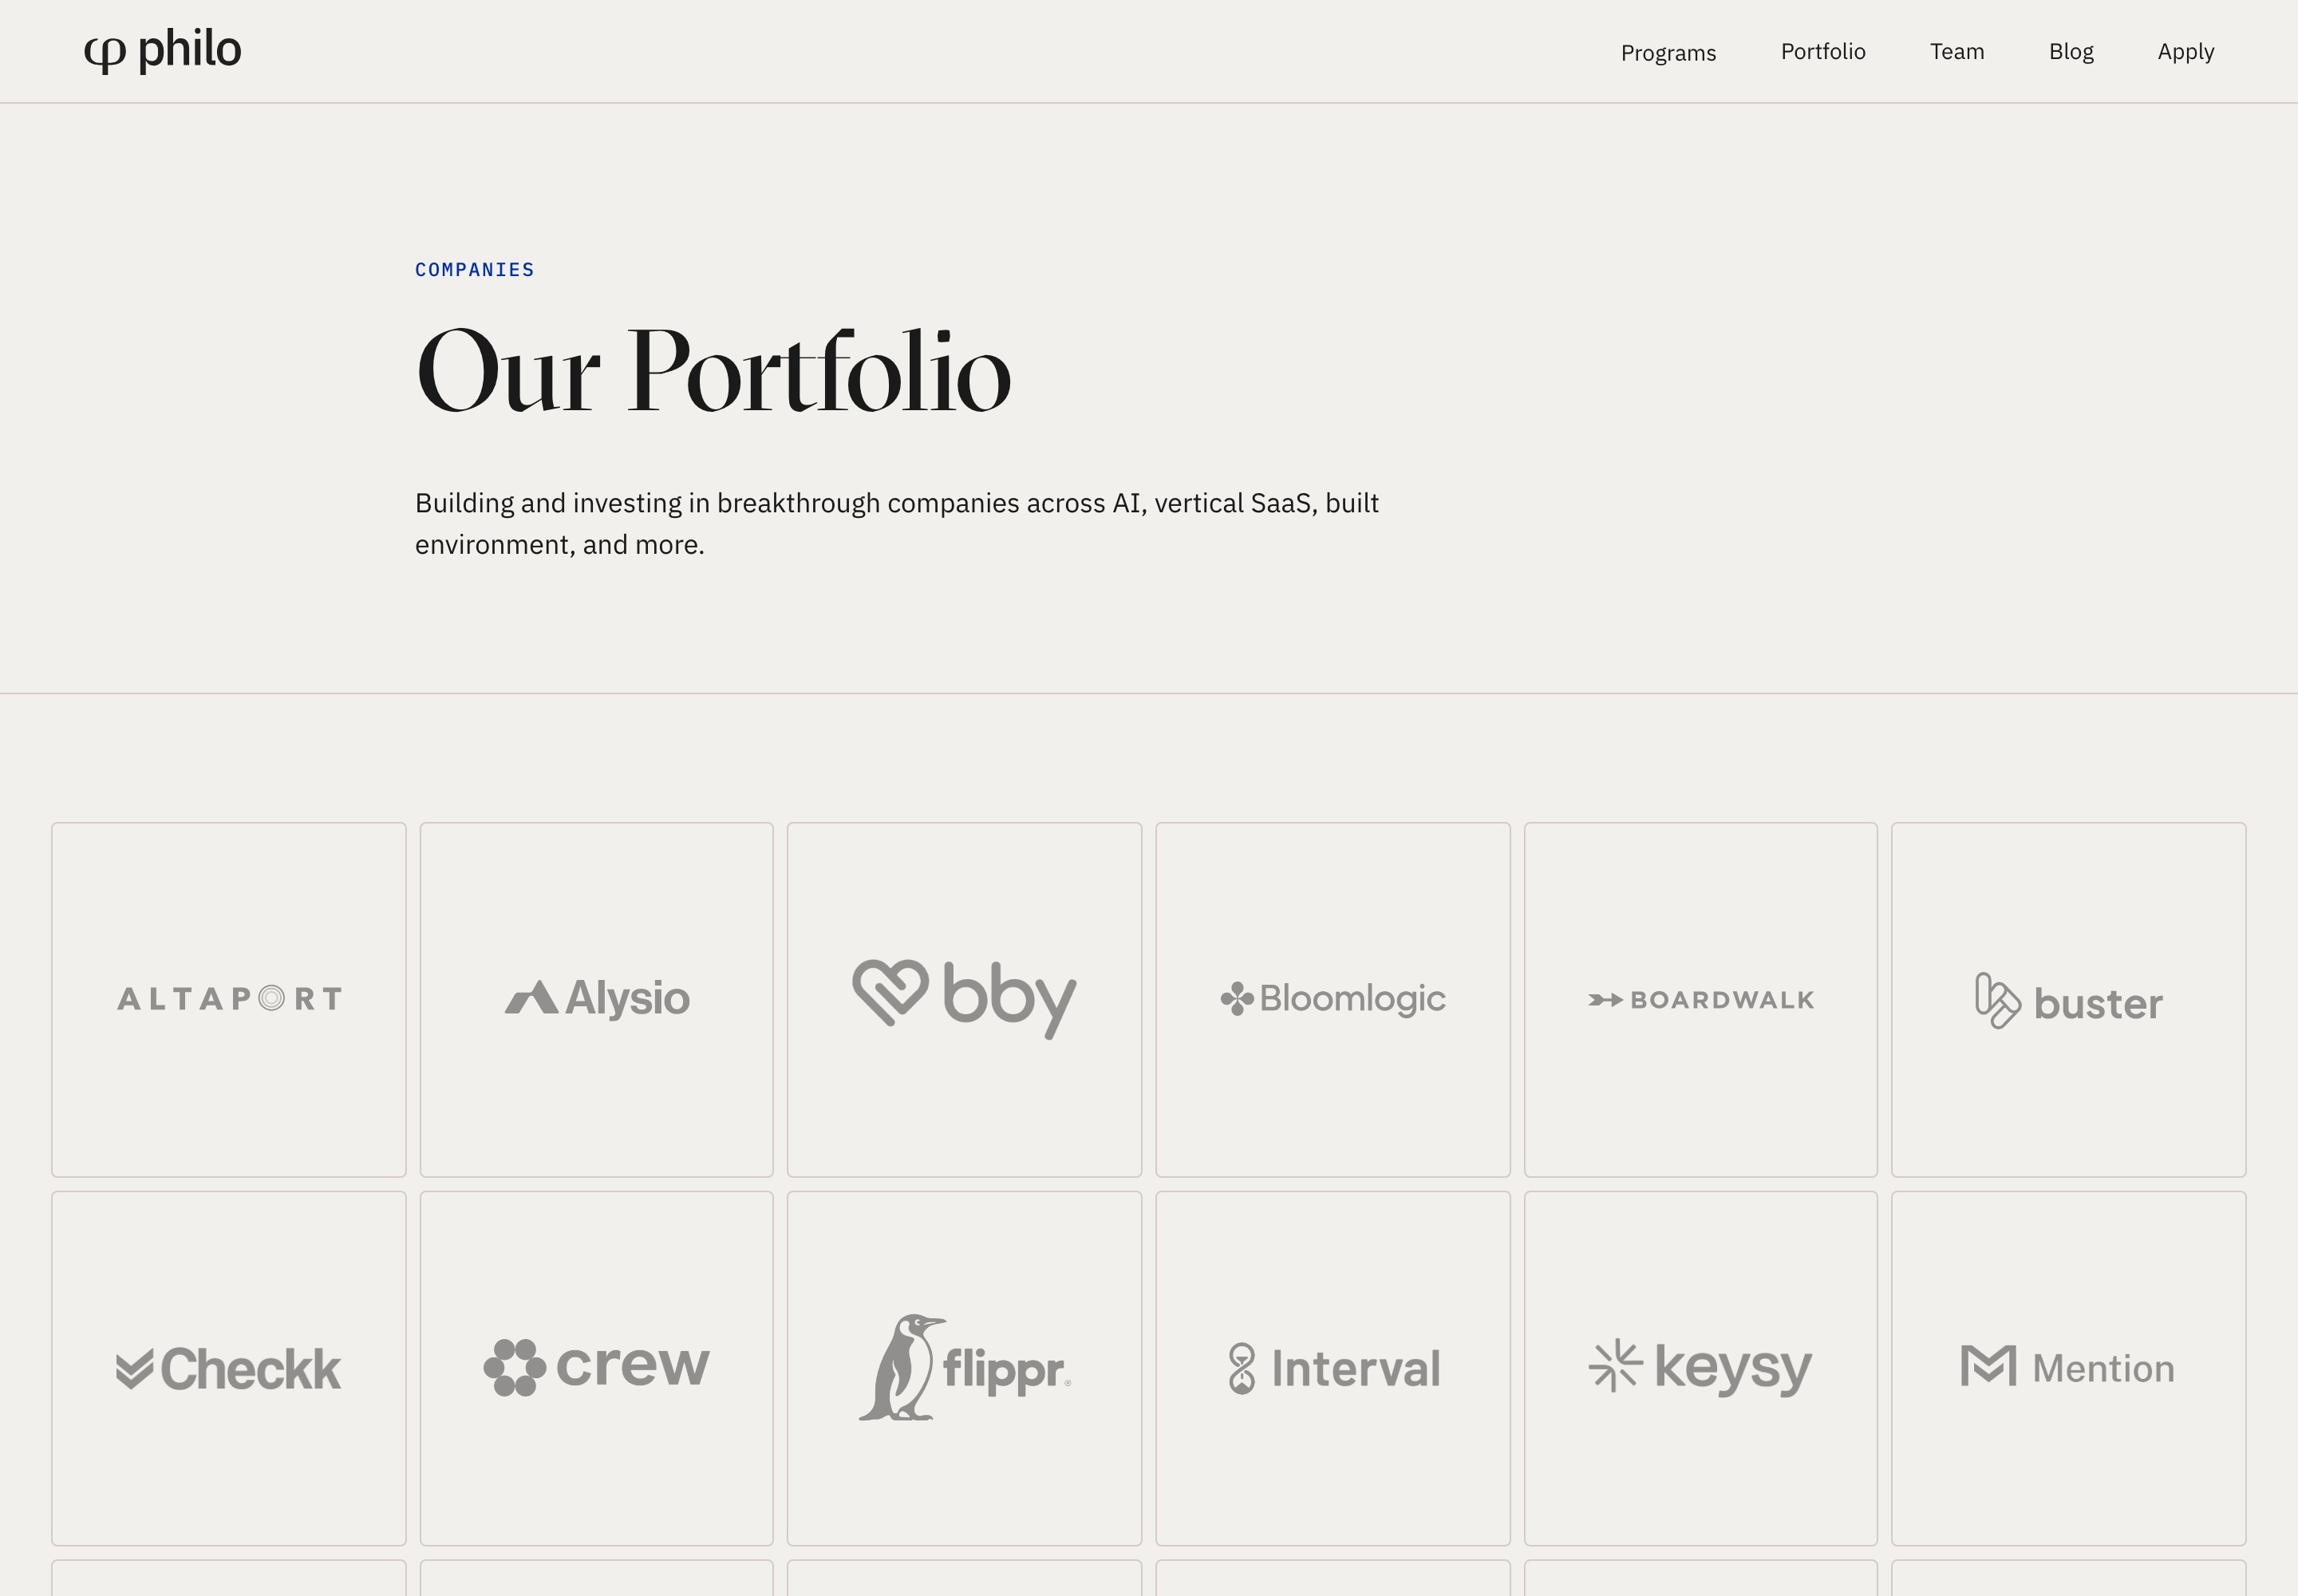 φ philo
Programs Portfolio Team Blog Apply
COMPANIES
Our Portfolio
Building and investing in breakthrough companies across AI, vertical SaaS, built
environment, and more.
ALTAPORT Alysio bby Bloomlogic BOARDWALK buster
Checkk crew flippr® Interval keysy Mention